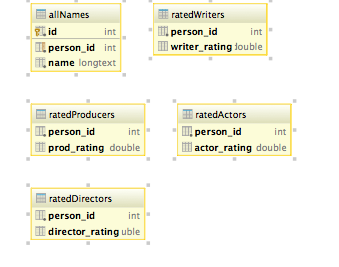 allNames
id int
person_id int
name longtext
ratedWriters
person_id int
writer_rating double
ratedProducers
person_id int
prod_rating double
ratedActors
person_id int
actor_rating double
ratedDirectors
person_id int
director_rating uble